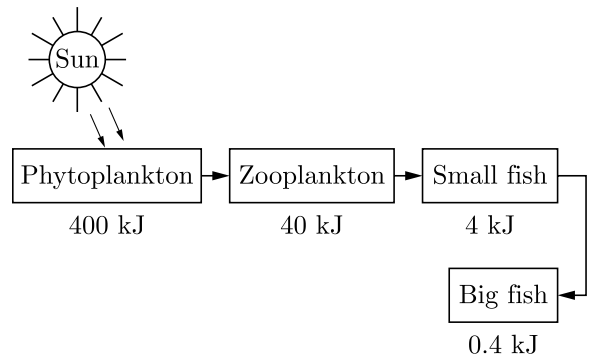 Sun
Phytoplankton
Zooplankton
Small fish
400 kJ
40 kJ
4 kJ
Big fish
0.4 kJ